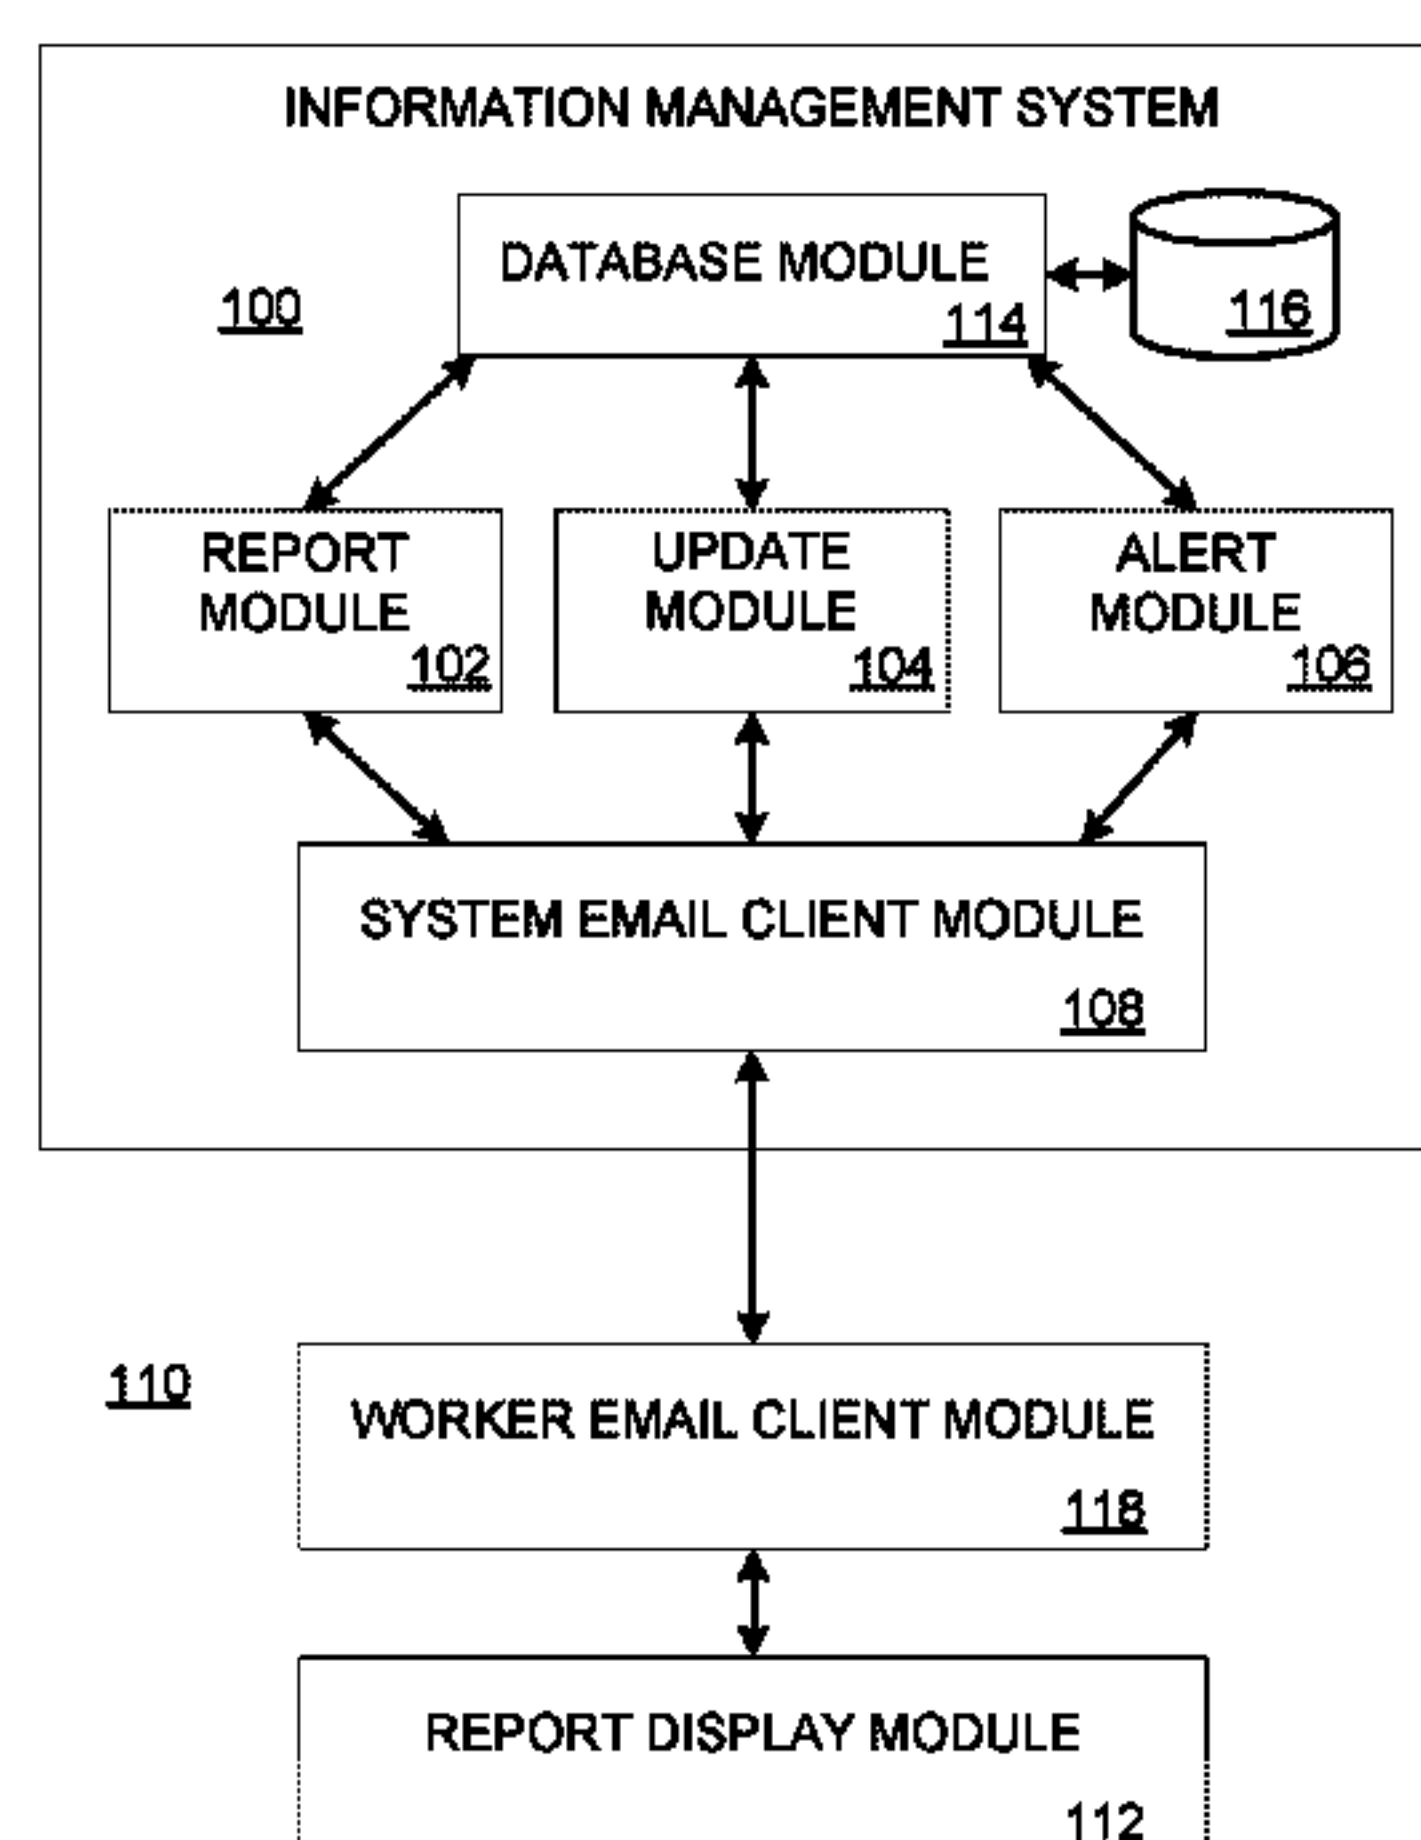 INFORMATION MANAGEMENT SYSTEM
DATABASE MODULE
114
116
100
REPORT
MODULE
102
UPDATE
MODULE
104
ALERT
MODULE
106
SYSTEM EMAIL CLIENT MODULE
108
110
WORKER EMAIL CLIENT MODULE
118
REPORT DISPLAY MODULE
112